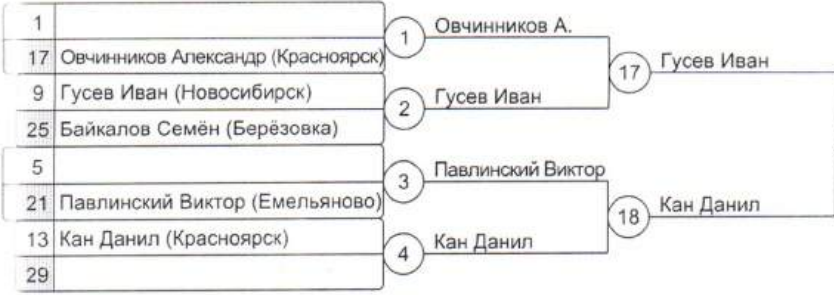 1
17 Овчинников Александр (Красноярск)
1
Овчинников А.
9 Гусев Иван (Новосибирск)
25 Байкалов Семён (Берёзовка)
2
Гусев Иван
17
Гусев Иван
5
21 Павлинский Виктор (Емельяново)
3
Павлинский Виктор
13 Кан Данил (Красноярск)
29
4
Кан Данил
18
Кан Данил